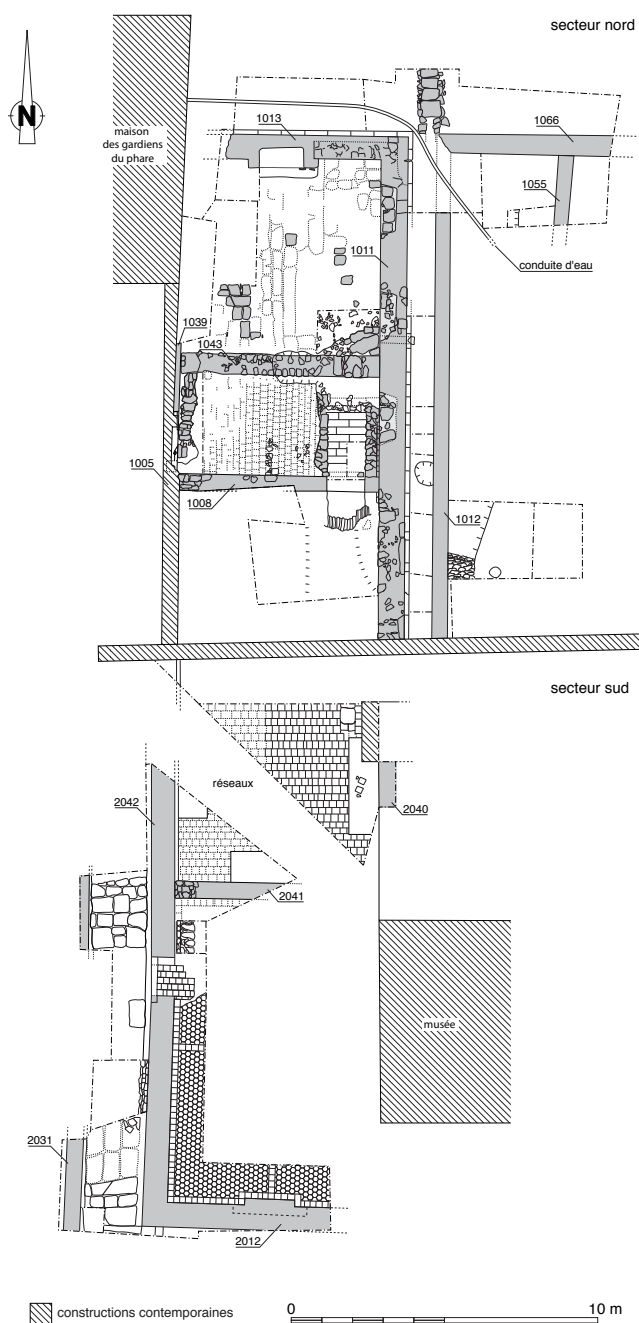 secteur nord
N
maison
des gardiens
du phare
1013
1066
1055
1011
conduite d'eau
1039
1043
1005
1008
1012
secteur sud
réseaux
2042
2040
2041
musée
2031
2012
constructions contemporaines
0
10 m